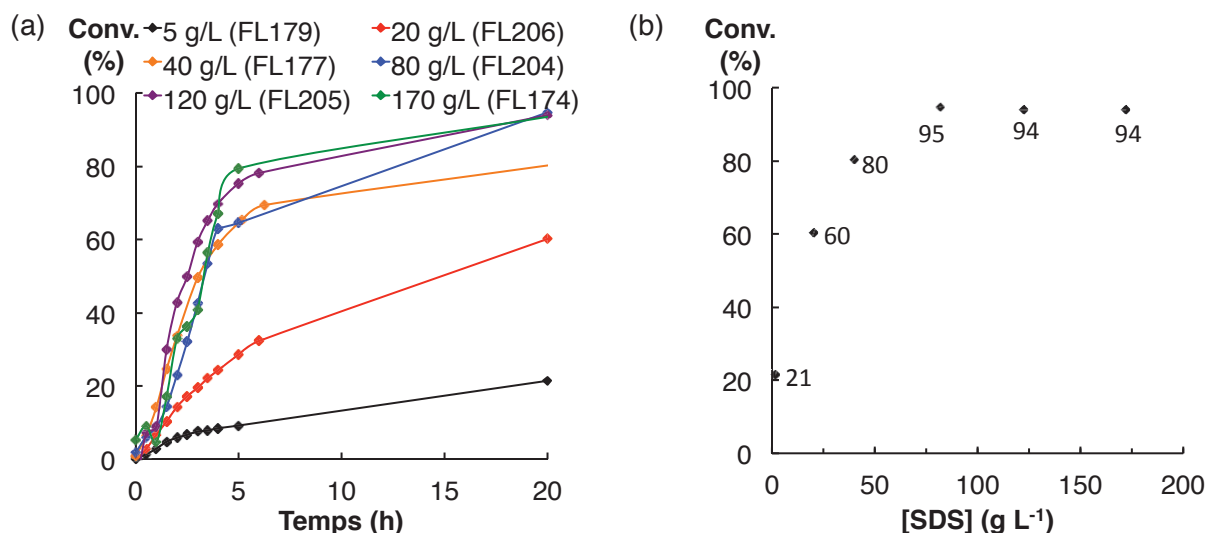 (a) Conv. (%)
5 g/L (FL179) 20 g/L (FL206)
40 g/L (FL177) 80 g/L (FL204)
120 g/L (FL205) 170 g/L (FL174)
100
80
60
40
20
0
0 5 10 15 20
Temps (h)
(b) Conv. (%)
100
80
60
40
20
0
95 94 94
80
60
21
0 50 100 150 200
[SDS] (g L⁻¹)